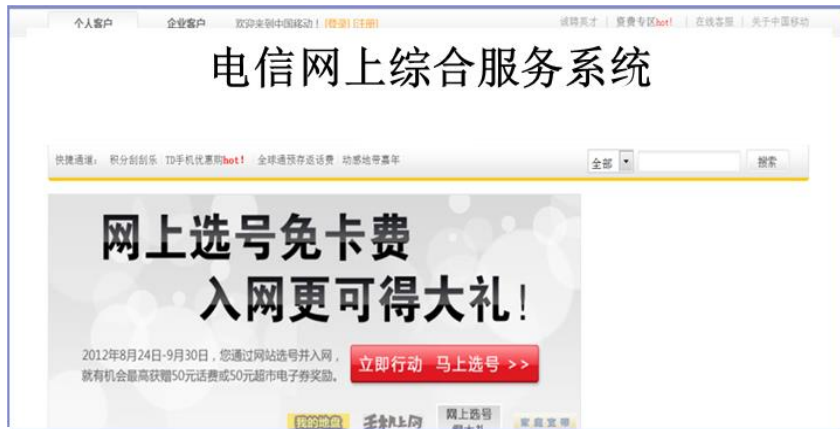 个人客户 企业客户 欢迎来到中国移动！[登录] [注册] 诚聘英才 | 资费专区hot! | 在线客服 | 关于中国移动
电信网上综合服务系统
快捷通道： 积分刮刮乐 TD手机优惠购hot! 全球通预存返话费 动感地带嘉年 全部 搜索
网上选号免卡费
入网更可得大礼！
2012年8月24日-9月30日，您通过网站选号并入网，
就有机会最高获赠50元话费或50元超市电子券奖励。
立即行动 马上选号 >>
我的地盘 手机上网 网上选号 家庭宽带